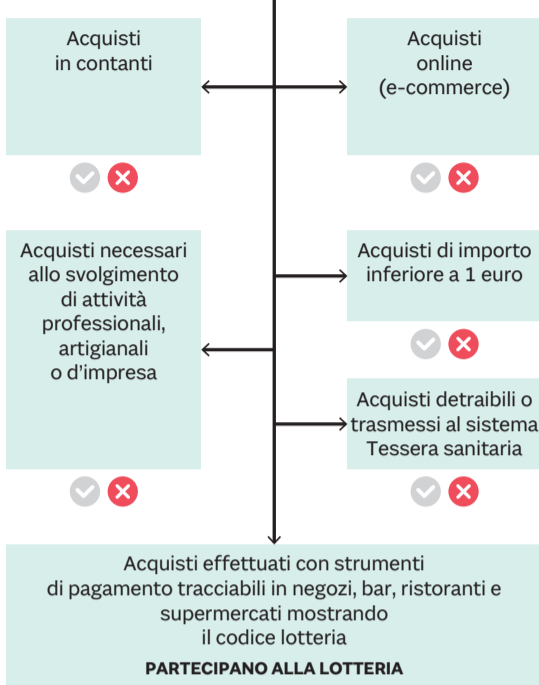 Acquisti
in contanti
Acquisti
online
(e-commerce)
Acquisti necessari
allo svolgimento
di attività
professionali,
artigianali
o d'impresa
Acquisti di importo
inferiore a 1 euro
Acquisti detraibili o
trasmessi al sistema
Tessera sanitaria
Acquisti effettuati con strumenti
di pagamento tracciabili in negozi, bar, ristoranti e
supermercati mostrando
il codice lotteria
PARTECIPANO ALLA LOTTERIA